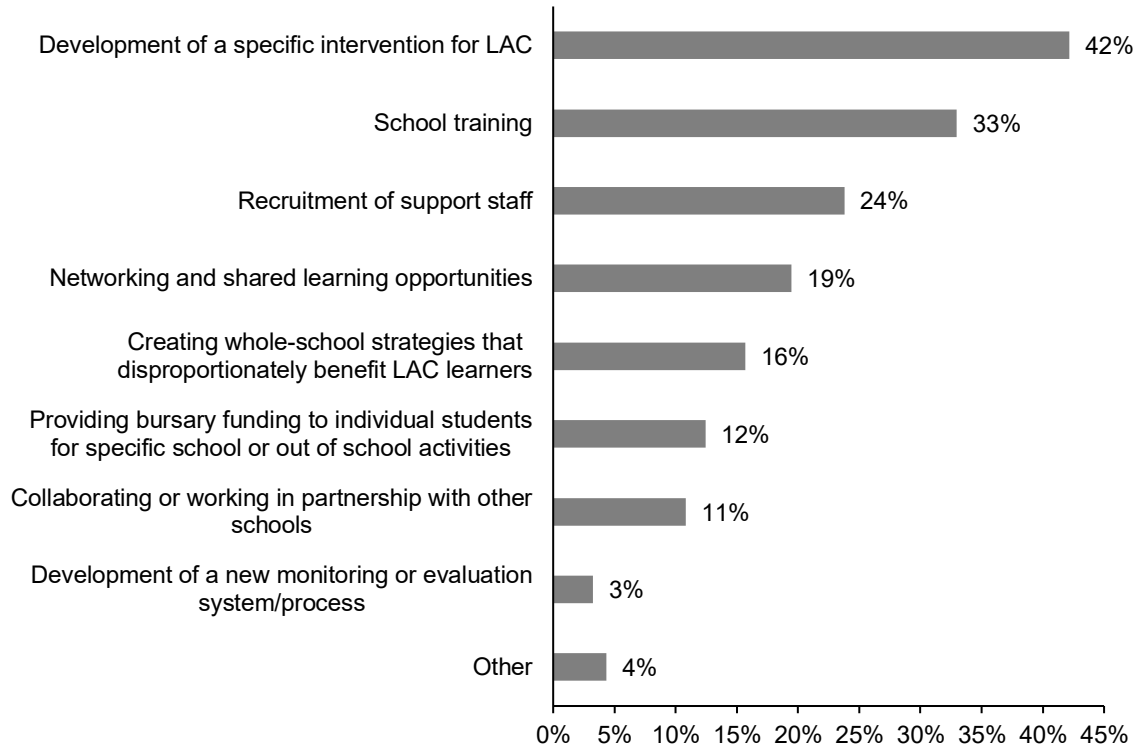 Development of a specific intervention for LAC
42%
School training
33%
Recruitment of support staff
24%
Networking and shared learning opportunities
19%
Creating whole-school strategies that
disproportionately benefit LAC learners
16%
Providing bursary funding to individual students
for specific school or out of school activities
12%
Collaborating or working in partnership with other
schools
11%
Development of a new monitoring or evaluation
system/process
3%
Other
4%
0% 5% 10% 15% 20% 25% 30% 35% 40% 45%